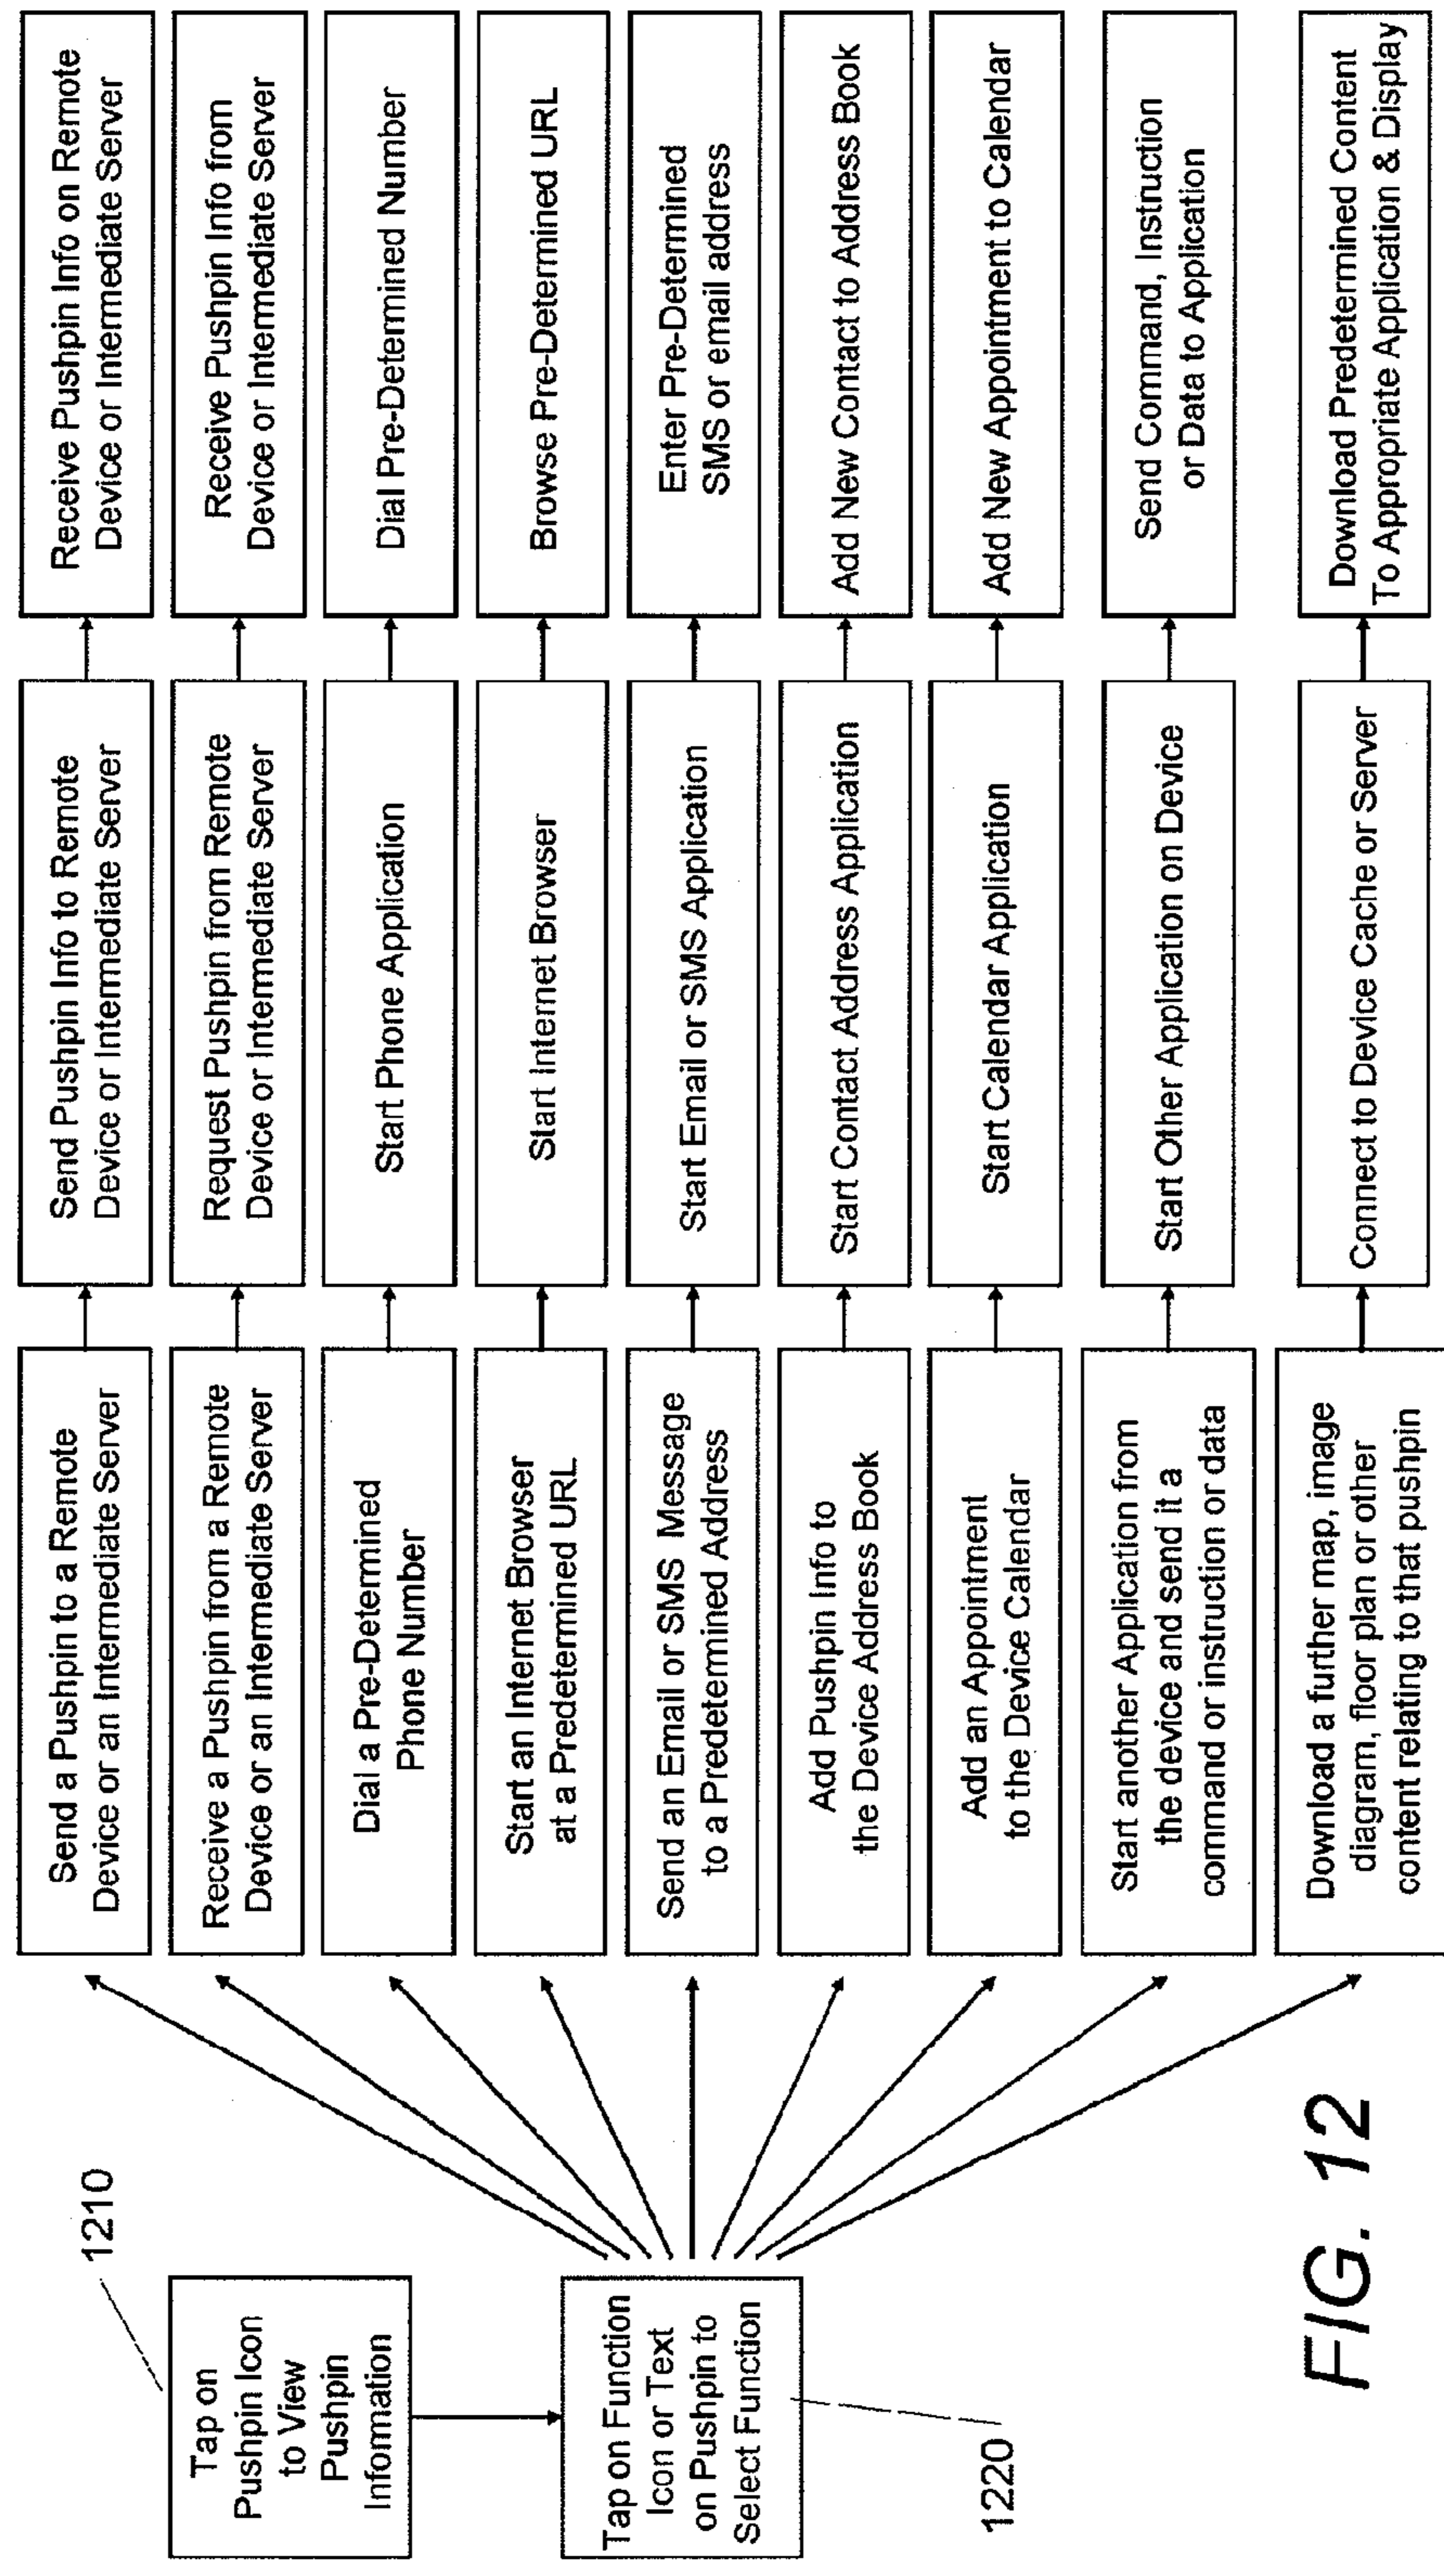 1210
Tap on
Pushpin Icon
to View
Pushpin
Information
Tap on Function
Icon or Text
on Pushpin to
Select Function
1220
Send a Pushpin to a Remote
Device or an Intermediate Server
Send Pushpin Info to Remote
Device or Intermediate Server
Receive Pushpin Info on Remote
Device or Intermediate Server
Receive a Pushpin from a Remote
Device or an Intermediate Server
Request Pushpin from Remote
Device or Intermediate Server
Receive Pushpin Info from
Device or Intermediate Server
Dial a Pre-Determined
Phone Number
Start Phone Application
Dial Pre-Determined Number
Start an Internet Browser
at a Predetermined URL
Start Internet Browser
Browse Pre-Determined URL
Send an Email or SMS Message
to a Predetermined Address
Start Email or SMS Application
Enter Pre-Determined
SMS or email address
Add Pushpin Info to
the Device Address Book
Start Contact Address Application
Add New Contact to Address Book
Add an Appointment
to the Device Calendar
Start Calendar Application
Add New Appointment to Calendar
Start another Application from
the device and send it a
command or instruction or data
Start Other Application on Device
Send Command, Instruction
or Data to Application
Download a further map, image
diagram, floor plan or other
content relating to that pushpin
Connect to Device Cache or Server
Download Predetermined Content
To Appropriate Application & Display
FIG. 12